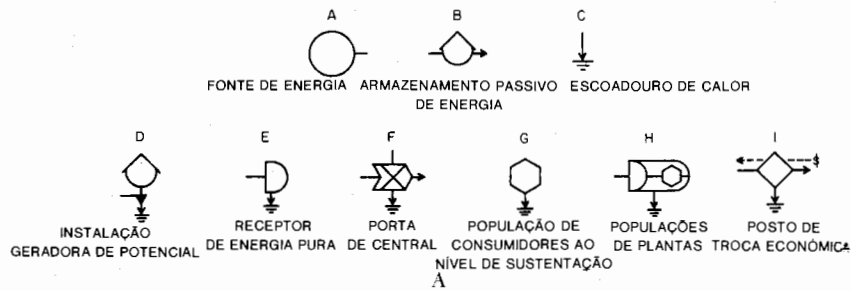 A B C
FONTE DE ENERGIA ARMAZENAMENTO PASSIVO ESCOADOURO DE CALOR
DE ENERGIA
D E F G H I
$
INSTALAÇÃO
GERADORA DE POTENCIAL
RECEPTOR
DE ENERGIA PURA
PORTA
DE CENTRAL
POPULAÇÃO DE
CONSUMIDORES AO
NÍVEL DE SUSTENTAÇÃO
POPULAÇÕES
DE PLANTAS
POSTO DE
TROCA ECONÓMICA
A